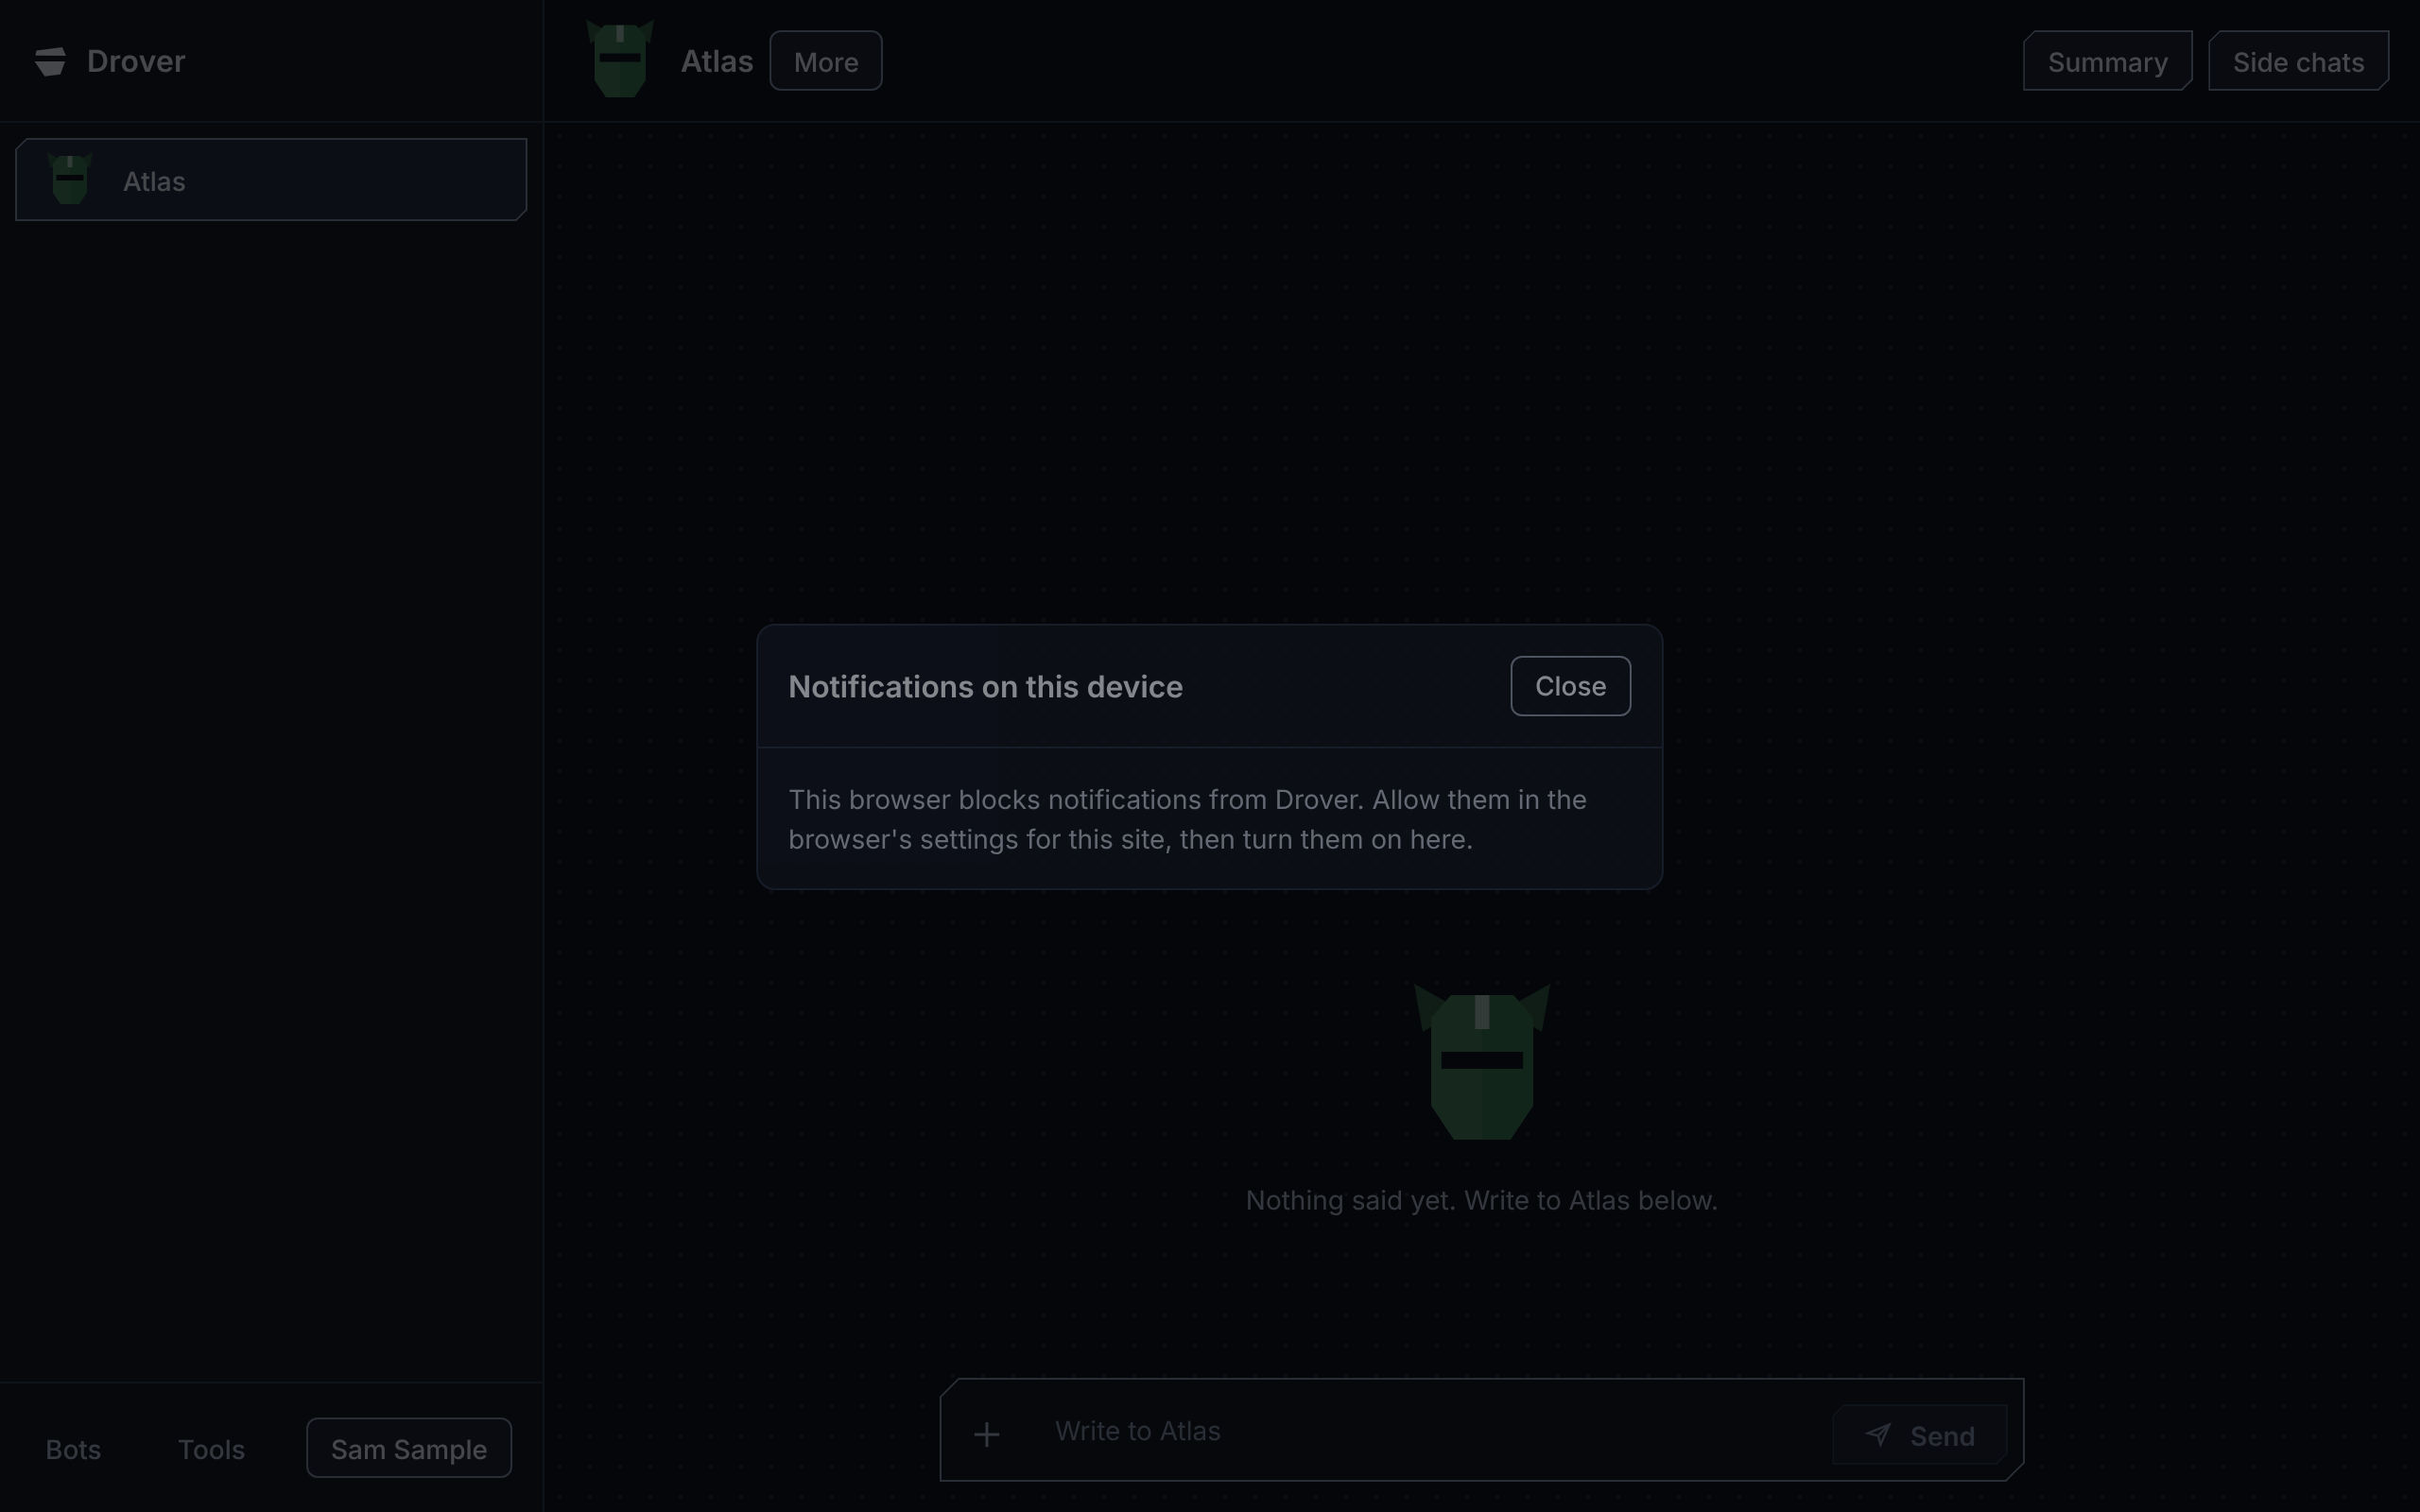 Drover
Atlas
More
Summary
Side chats
Atlas
Notifications on this device
Close
This browser blocks notifications from Drover. Allow them in the
browser's settings for this site, then turn them on here.
Nothing said yet. Write to Atlas below.
Write to Atlas
Send
Bots
Tools
Sam Sample